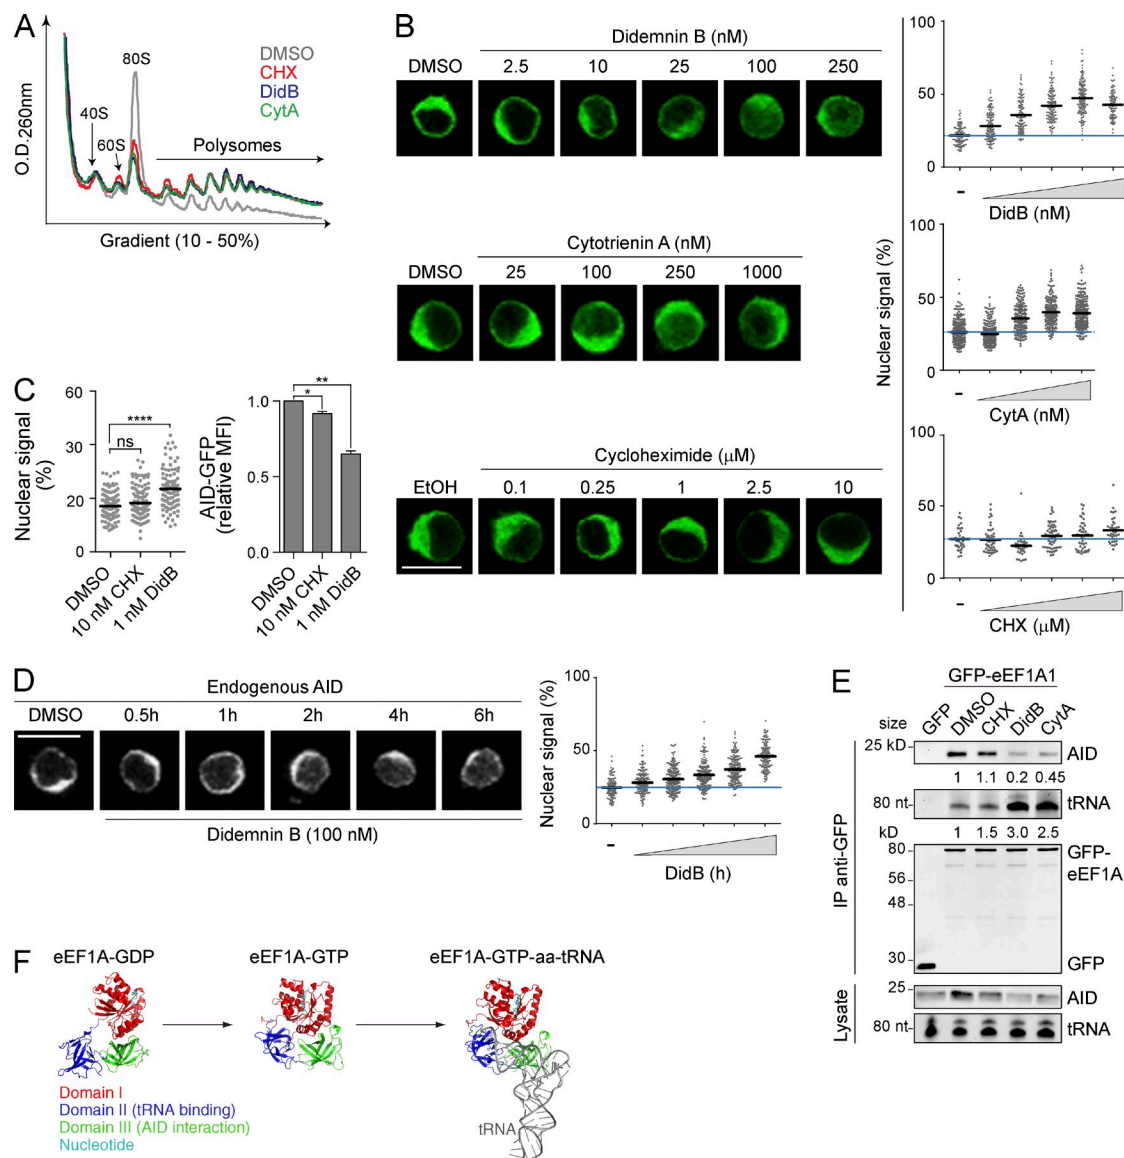 A
O.D.260nm
40S
60S
80S
DMSO
CHX
DidB
CytA
Polysomes
Gradient (10 - 50%)
B
Didemnin B (nM)
DMSO 2.5 10 25 100 250
Cytotrienin A (nM)
DMSO 25 100 250 1000
Cycloheximide (μM)
EtOH 0.1 0.25 1 2.5 10
Nuclear signal (%)
100
50
0
–
DidB (nM)
100
50
0
–
CytA (nM)
100
50
0
–
CHX (μM)
C
Nuclear signal
(%)
60
30
20
0
****
ns
DMSO
10 nM CHX
1 nM DidB
AID-GFP
(relative MFI)
1.0
0.5
0.0
**
*
DMSO
10 nM CHX
1 nM DidB
D
Endogenous AID
DMSO 0.5h 1h 2h 4h 6h
Didemnin B (100 nM)
Nuclear signal (%)
100
50
0
–
DidB (h)
E
GFP-eEF1A1
size GFP DMSO CHX DidB CytA
IP anti-GFP
25 kD AID
1 1.1 0.2 0.45
80 nt tRNA
kD 1 1.5 3.0 2.5
80 GFP-
eEF1A
56
48
30
GFP
Lysate
25 AID
80 nt tRNA
F
eEF1A-GDP eEF1A-GTP eEF1A-GTP-aa-tRNA
Domain I
Domain II (tRNA binding)
Domain III (AID interaction)
Nucleotide
tRNA